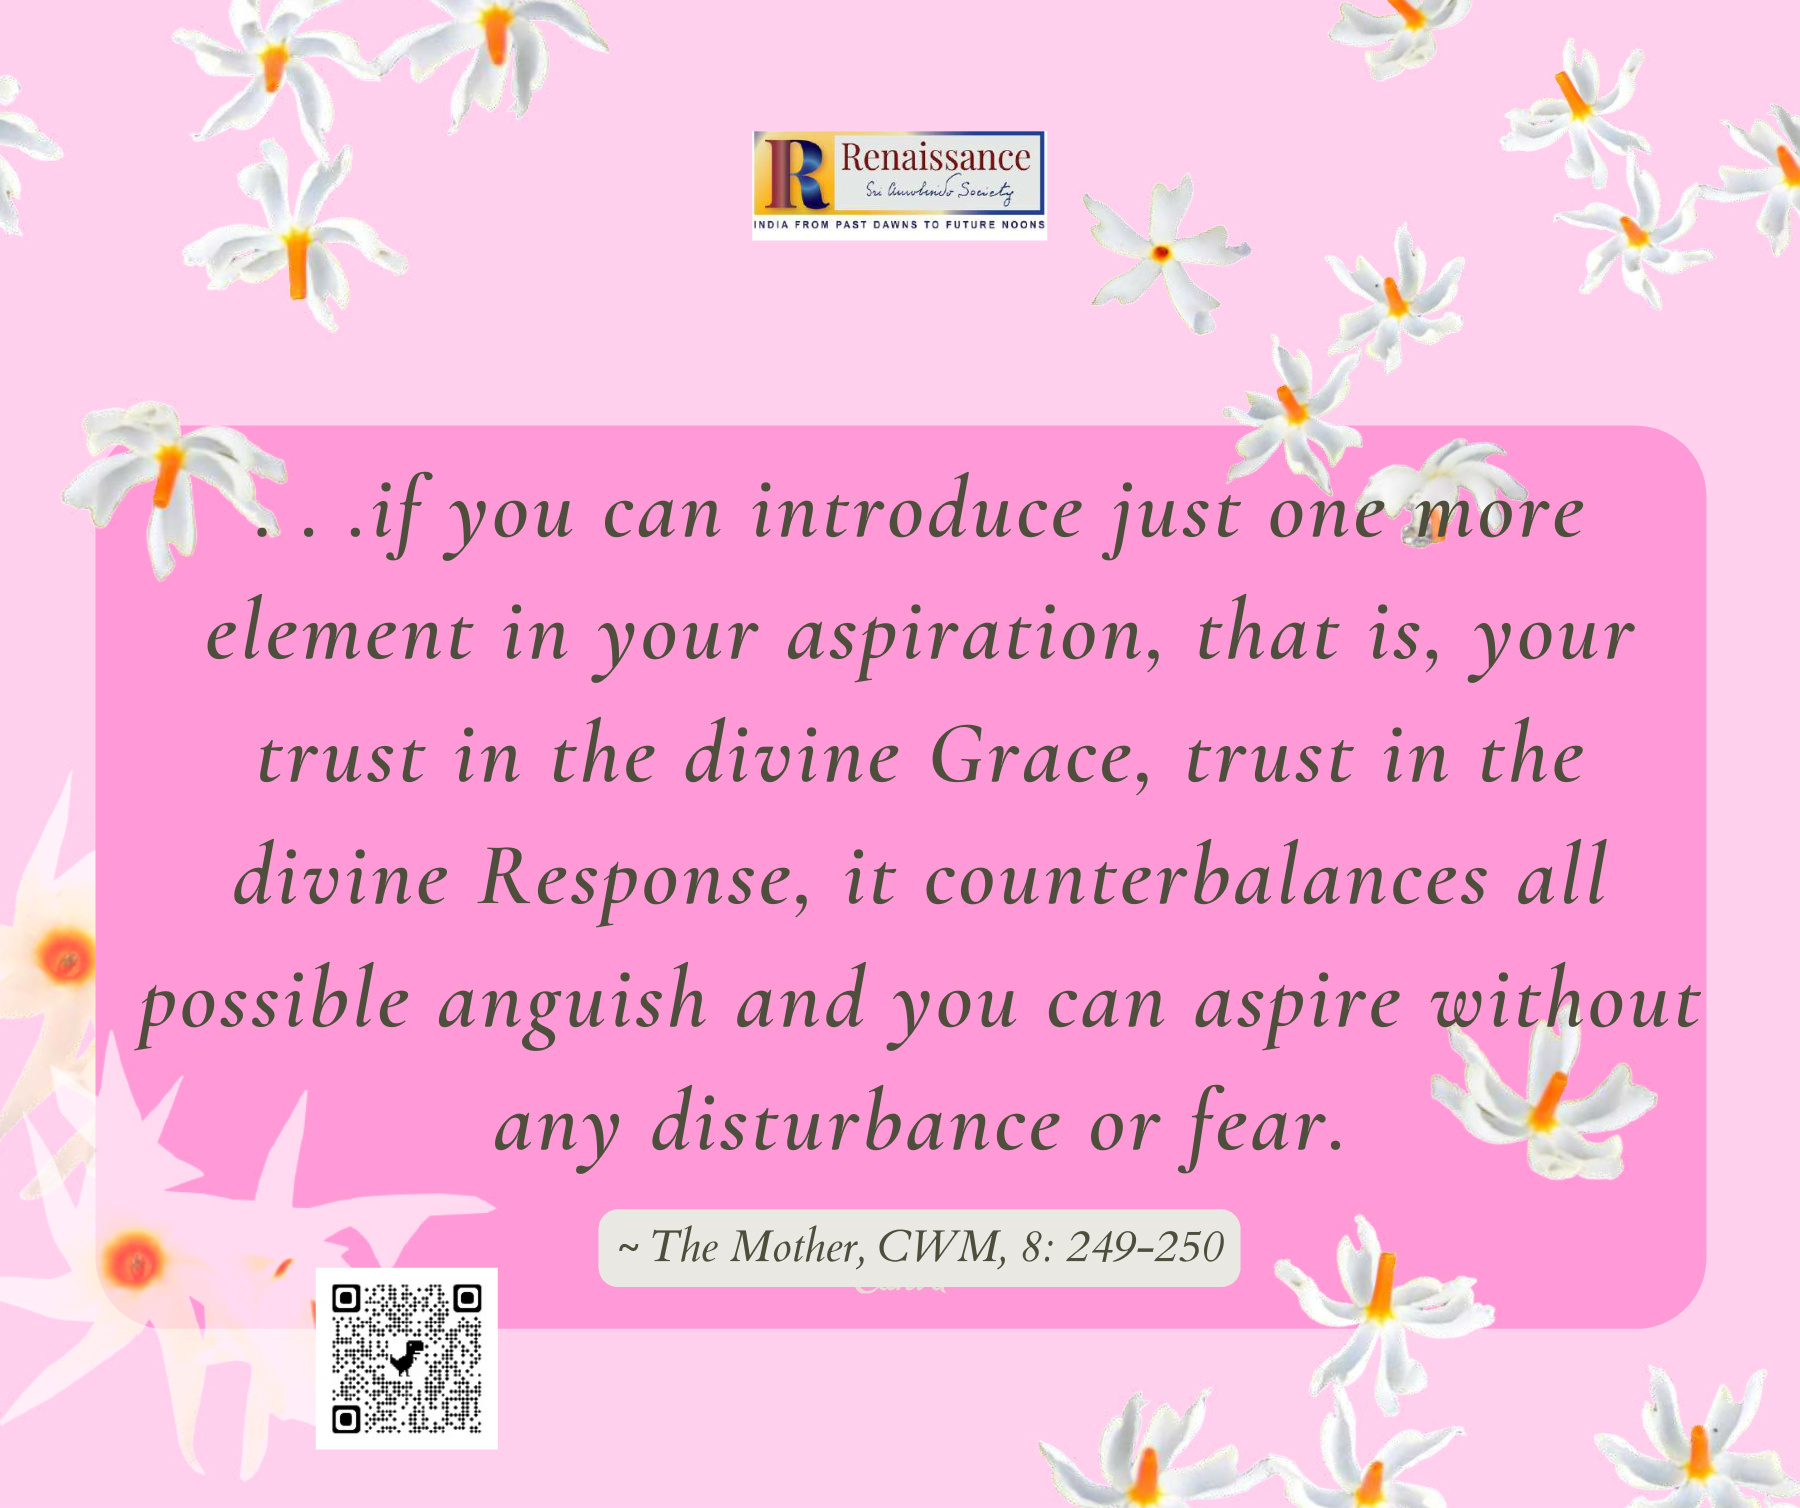 R Renaissance
Sri Aurobindo Society
INDIA FROM PAST DAWNS TO FUTURE NOONS
. . .if you can introduce just one more
element in your aspiration, that is, your
trust in the divine Grace, trust in the
divine Response, it counterbalances all
possible anguish and you can aspire without
any disturbance or fear.
~ The Mother, CWM, 8: 249-250